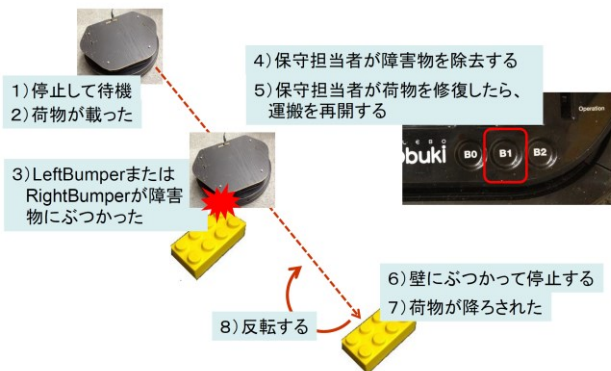 1）停止して待機
2）荷物が載った
3）LeftBumperまたは
RightBumperが障害
物にぶつかった
4）保守担当者が障害物を除去する
5）保守担当者が荷物を修復したら、
運搬を再開する
Operation
obuki B0 B1 B2
6）壁にぶつかって停止する
7）荷物が降ろされた
8）反転する